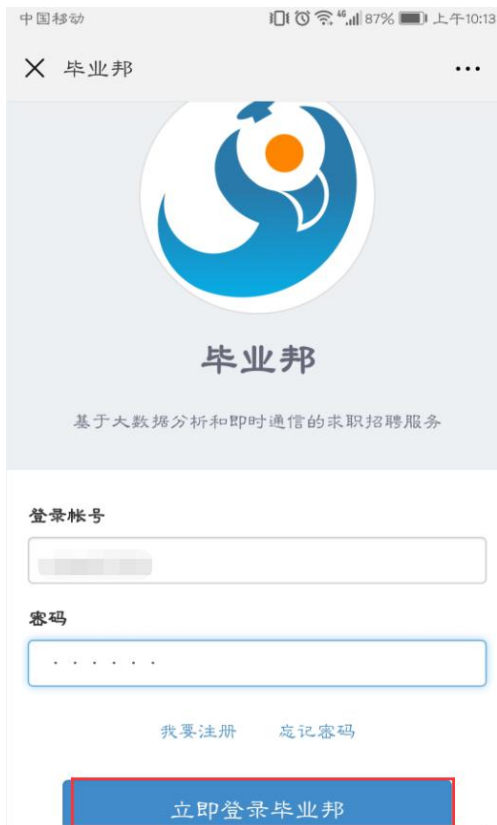 中国移动 46 87% 上午10:13
毕业邦
毕业邦
基于大数据分析和即时通信的求职招聘服务
登录帐号
密码
······
我要注册 忘记密码
立即登录毕业邦